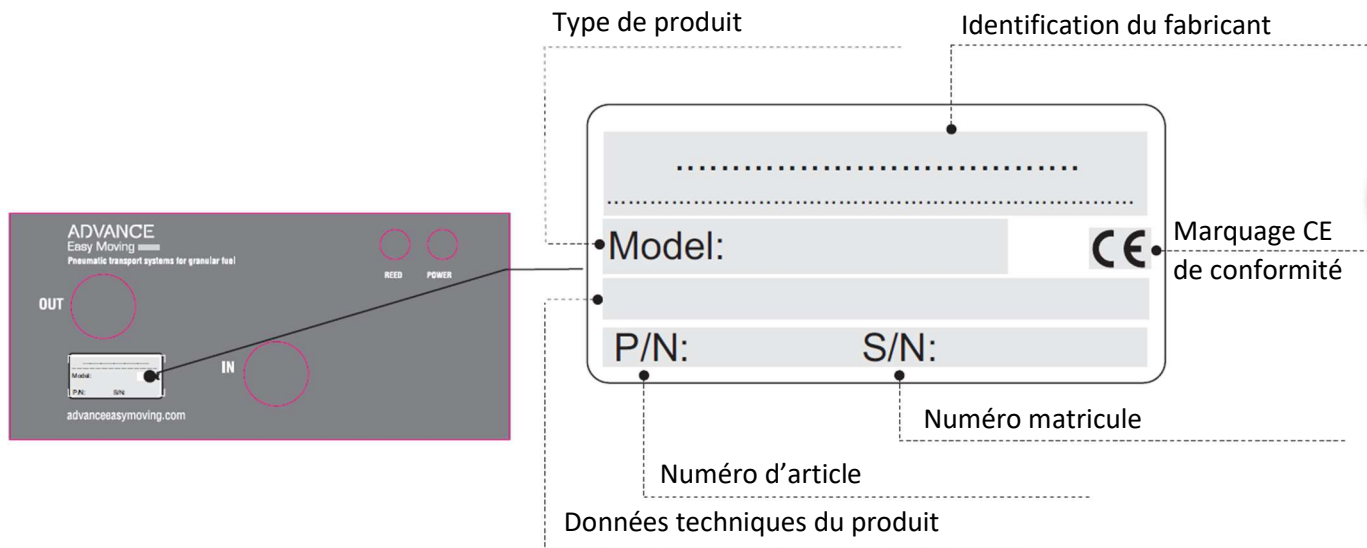 Type de produit
Identification du fabricant
....................................
..........................................................................
Model:
CE
Marquage CE
de conformité
P/N: S/N:
Numéro matricule
Numéro d’article
Données techniques du produit
ADVANCE
Easy Moving
Pneumatic transport systems for granular fuel
REED POWER
OUT
IN
Model:
P/N: S/N:
advanceeasymoving.com